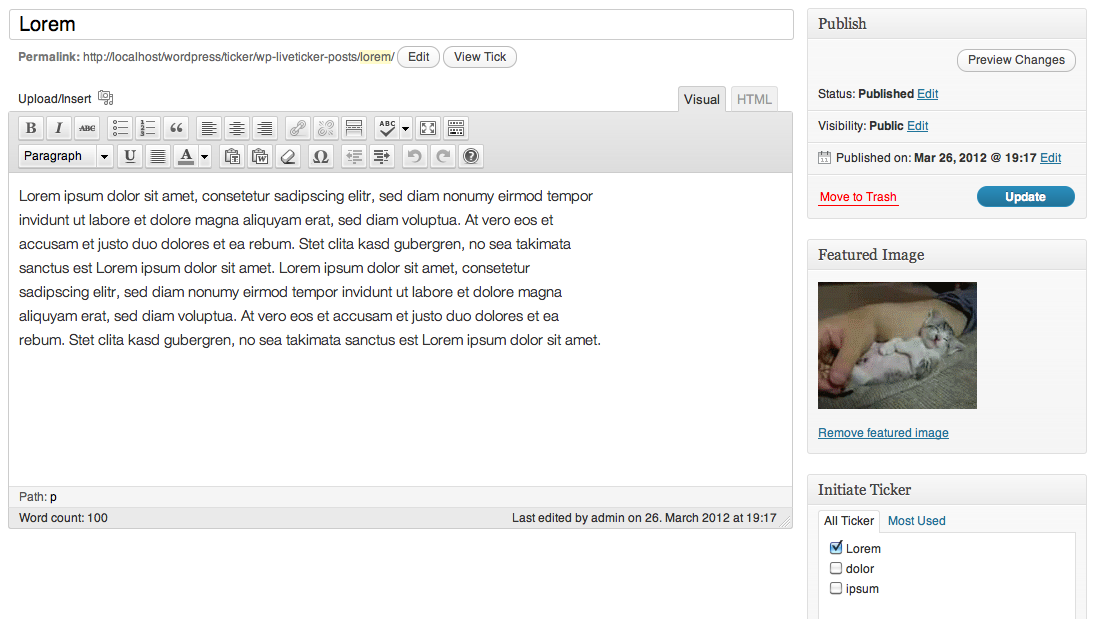 Lorem
Permalink: http://localhost/wordpress/ticker/wp-liveticker-posts/lorem/ Edit View Tick
Upload/Insert
Visual HTML
B I ABC ABC
Paragraph U A T W Ω ?
Lorem ipsum dolor sit amet, consetetur sadipscing elitr, sed diam nonumy eirmod tempor
invidunt ut labore et dolore magna aliquyam erat, sed diam voluptua. At vero eos et
accusam et justo duo dolores et ea rebum. Stet clita kasd gubergren, no sea takimata
sanctus est Lorem ipsum dolor sit amet. Lorem ipsum dolor sit amet, consetetur
sadipscing elitr, sed diam nonumy eirmod tempor invidunt ut labore et dolore magna
aliquyam erat, sed diam voluptua. At vero eos et accusam et justo duo dolores et ea
rebum. Stet clita kasd gubergren, no sea takimata sanctus est Lorem ipsum dolor sit amet.
Path: p
Word count: 100
Last edited by admin on 26. March 2012 at 19:17
Publish
Preview Changes
Status: Published Edit
Visibility: Public Edit
Published on: Mar 26, 2012 @ 19:17 Edit
Move to Trash
Update
Featured Image
Remove featured image
Initiate Ticker
All Ticker Most Used
Lorem
dolor
ipsum